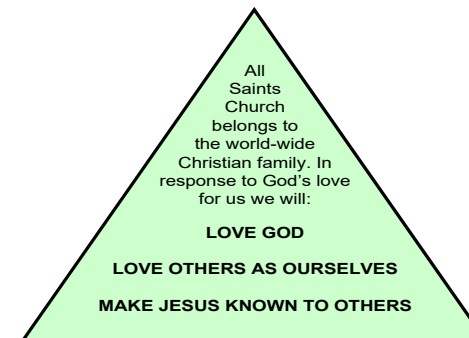 All
Saints
Church
belongs to
the world-wide
Christian family. In
response to God’s love
for us we will:
LOVE GOD
LOVE OTHERS AS OURSELVES
MAKE JESUS KNOWN TO OTHERS